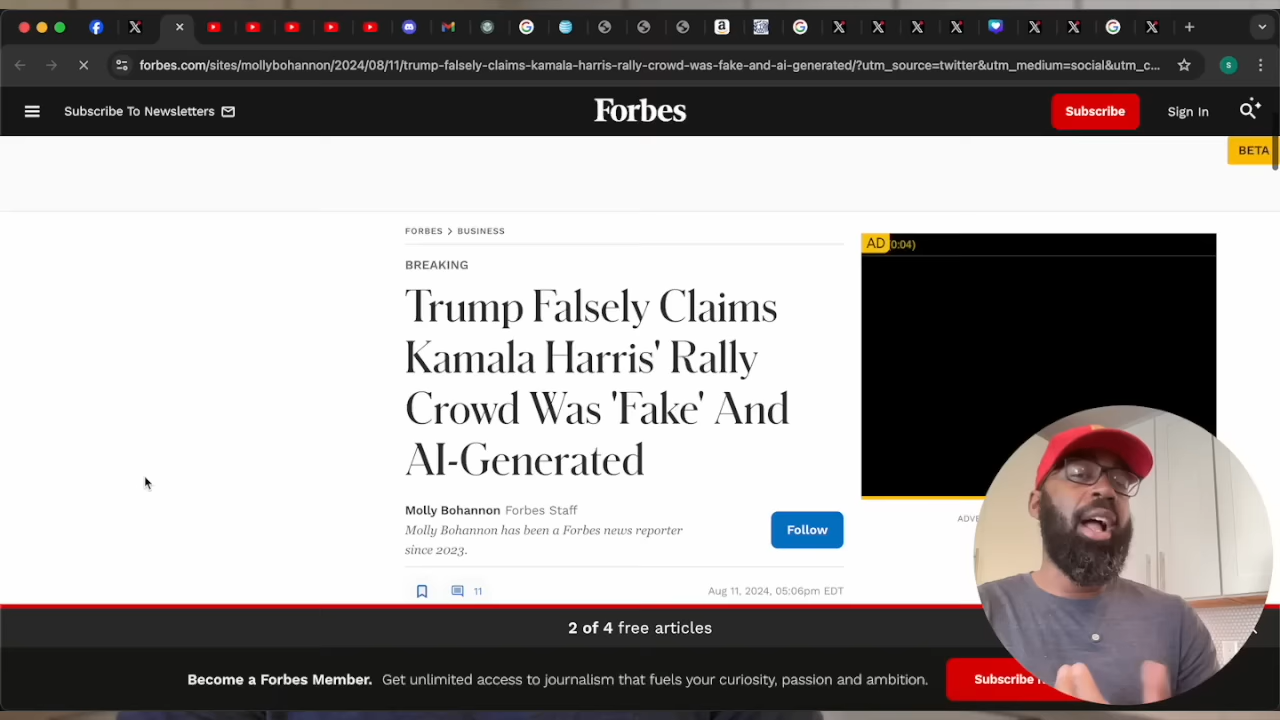 forbes.com/sites/mollybohannon/2024/08/11/trump-falsely-claims-kamala-harris-rally-crowd-was-fake-and-ai-generated/?utm_source=twitter&utm_medium=social&utm_c...
S
Subscribe To Newsletters
Forbes
Subscribe
Sign In
BETA
FORBES > BUSINESS
BREAKING
AD 0:04)
Trump Falsely Claims
Kamala Harris' Rally
Crowd Was 'Fake' And
AI-Generated
Molly Bohannon Forbes Staff
Molly Bohannon has been a Forbes news reporter
since 2023.
Follow
11
Aug 11, 2024, 05:06pm EDT
2 of 4 free articles
Become a Forbes Member. Get unlimited access to journalism that fuels your curiosity, passion and ambition.
Subscribe